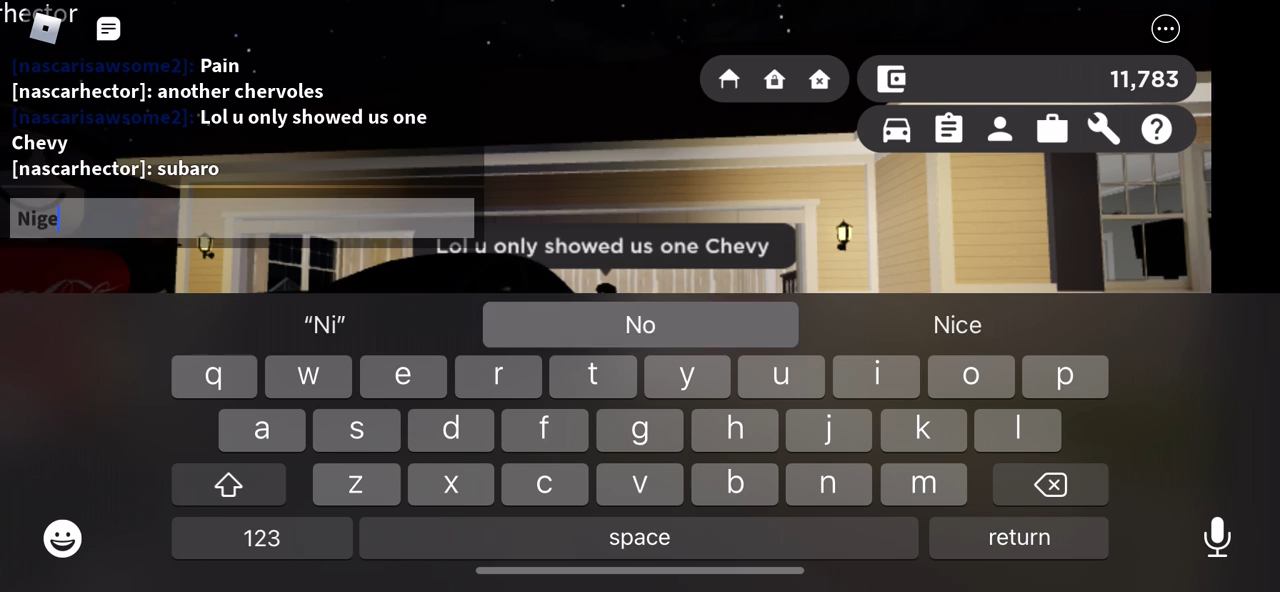 rhector
[nascarisawsome2]: Pain
[nascarhector]: another chervoles
[nascarisawsome2]: Lol u only showed us one
Chevy
[nascarhector]: subaro
Nige
11,783
Lol u only showed us one Chevy
“Ni” No Nice
q w e r t y u i o p
a s d f g h j k l
z x c v b n m
123 space return